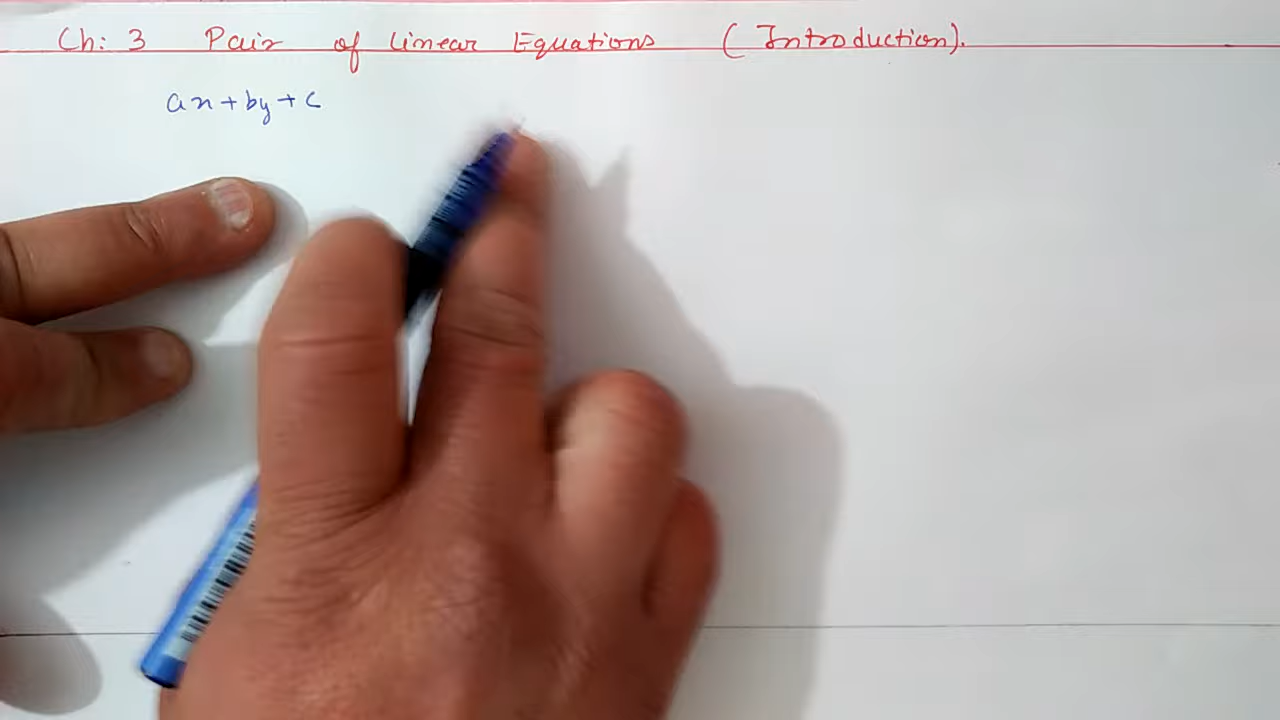 Ch: 3 Pair of Linear Equations (Introduction).
ax+by+c